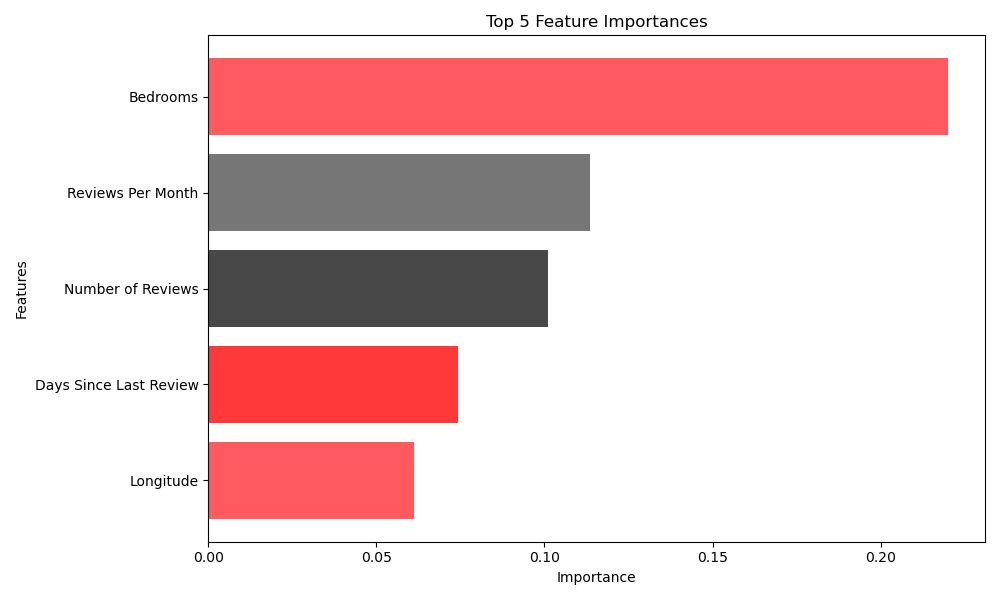 Top 5 Feature Importances
Features
Bedrooms
Reviews Per Month
Number of Reviews
Days Since Last Review
Longitude
0.00 0.05 0.10 0.15 0.20
Importance